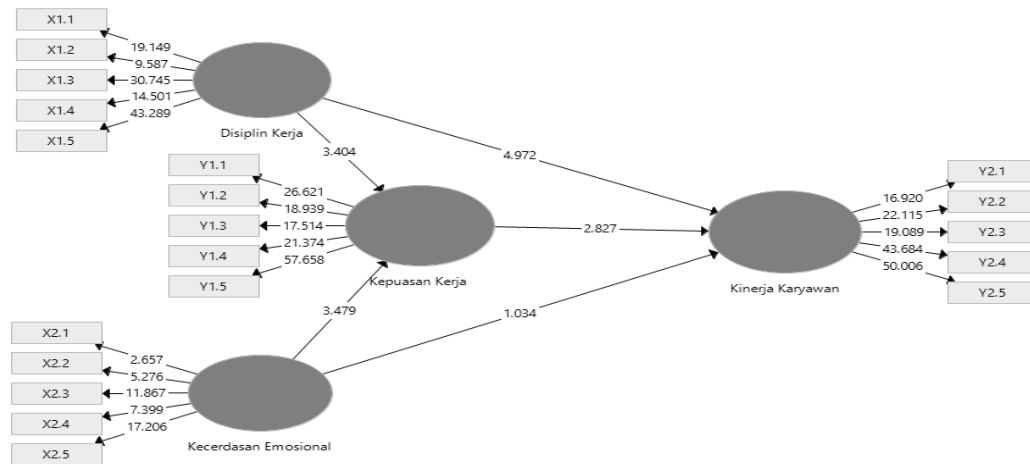 X1.1
X1.2
X1.3
X1.4
X1.5
19.149
9.587
30.745
14.501
43.289
Disiplin Kerja
3.404
4.972
Y1.1
Y1.2
Y1.3
Y1.4
Y1.5
26.621
18.939
17.514
21.374
57.658
Kepuasan Kerja
2.827
3.479
1.034
Y2.1
Y2.2
Y2.3
Y2.4
Y2.5
16.920
22.115
19.089
43.684
50.006
Kinerja Karyawan
X2.1
X2.2
X2.3
X2.4
X2.5
2.657
5.276
11.867
7.399
17.206
Kecerdasan Emosional